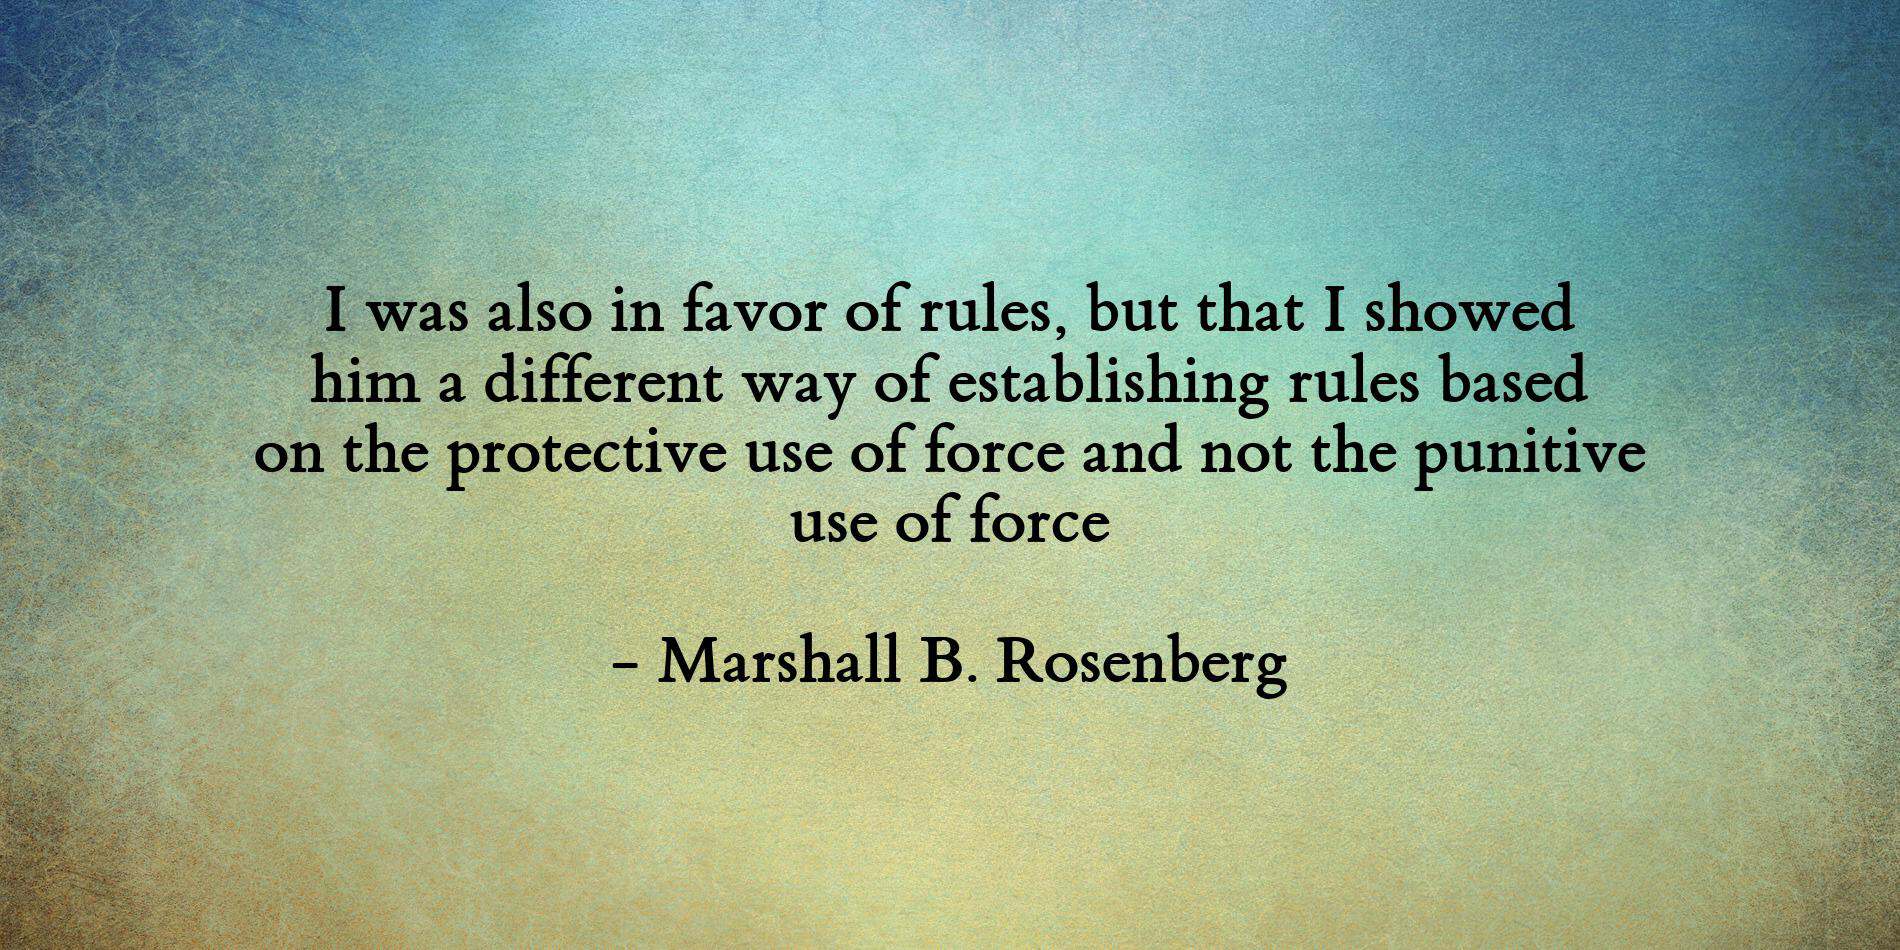 I was also in favor of rules, but that I showed
him a different way of establishing rules based
on the protective use of force and not the punitive
use of force
– Marshall B. Rosenberg